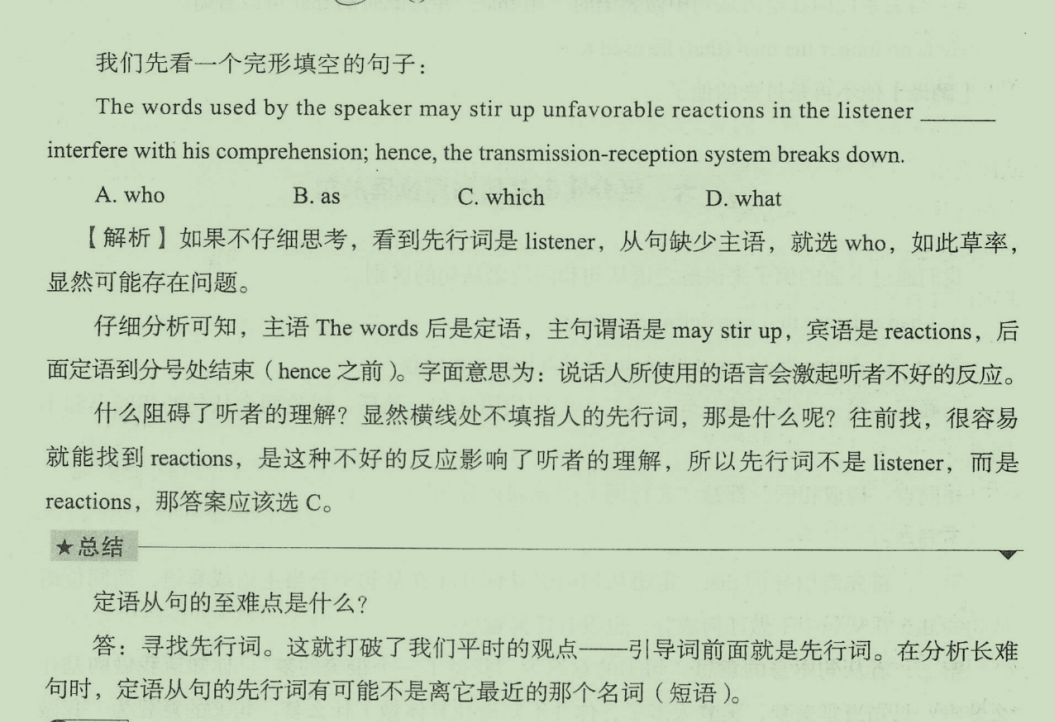 我们先看一个完形填空的句子：
The words used by the speaker may stir up unfavorable reactions in the listener ______
interfere with his comprehension; hence, the transmission-reception system breaks down.
A. who B. as C. which D. what
【解析】如果不仔细思考，看到先行词是 listener，从句缺少主语，就选 who，如此草率，
显然可能存在问题。
仔细分析可知，主语 The words 后是定语，主句谓语是 may stir up，宾语是 reactions，后
面定语到分号处结束（hence 之前）。字面意思为：说话人所使用的语言会激起听者不好的反应。
什么阻碍了听者的理解？显然横线处不填指人的先行词，那是什么呢？往前找，很容易
就能找到 reactions，是这种不好的反应影响了听者的理解，所以先行词不是 listener，而是
reactions，那答案应该选 C。
★总结
定语从句的至难点是什么？
答：寻找先行词。这就打破了我们平时的观点——引导词前面就是先行词。在分析长难
句时，定语从句的先行词有可能不是离它最近的那个名词（短语）。